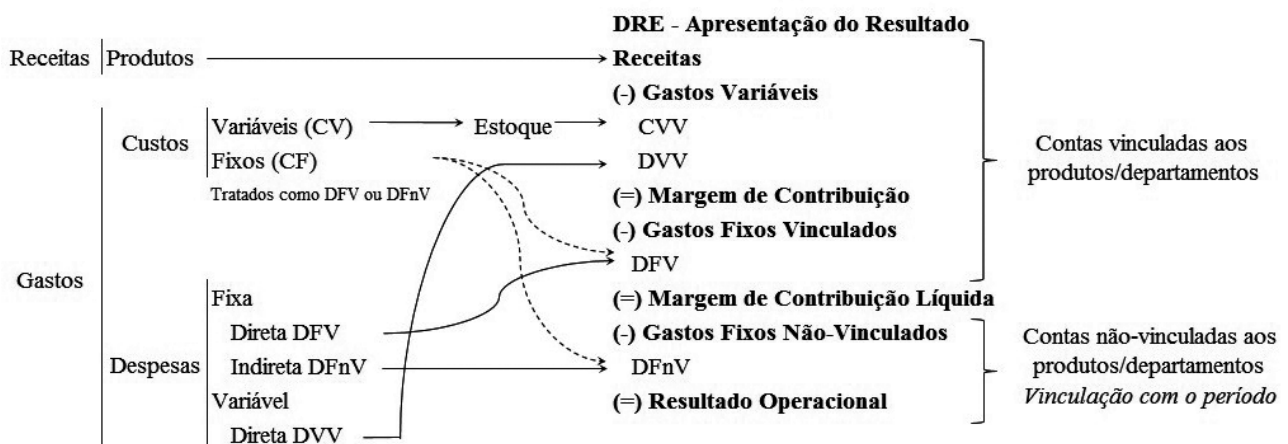 DRE - Apresentação do Resultado
Receitas Produtos Receitas
(-) Gastos Variáveis
Variáveis (CV) Estoque CVV
Custos
Fixos (CF) DVV
Tratados como DFV ou DFnV
(=) Margem de Contribuição
(-) Gastos Fixos Vinculados
DFV
Contas vinculadas aos
produtos/departamentos
Gastos
Fixa (=) Margem de Contribuição Líquida
Direta DFV (-) Gastos Fixos Não-Vinculados
Despesas Indireta DFnV DFnV
Variável (=) Resultado Operacional
Direta DVV
Contas não-vinculadas aos
produtos/departamentos
Vinculação com o período